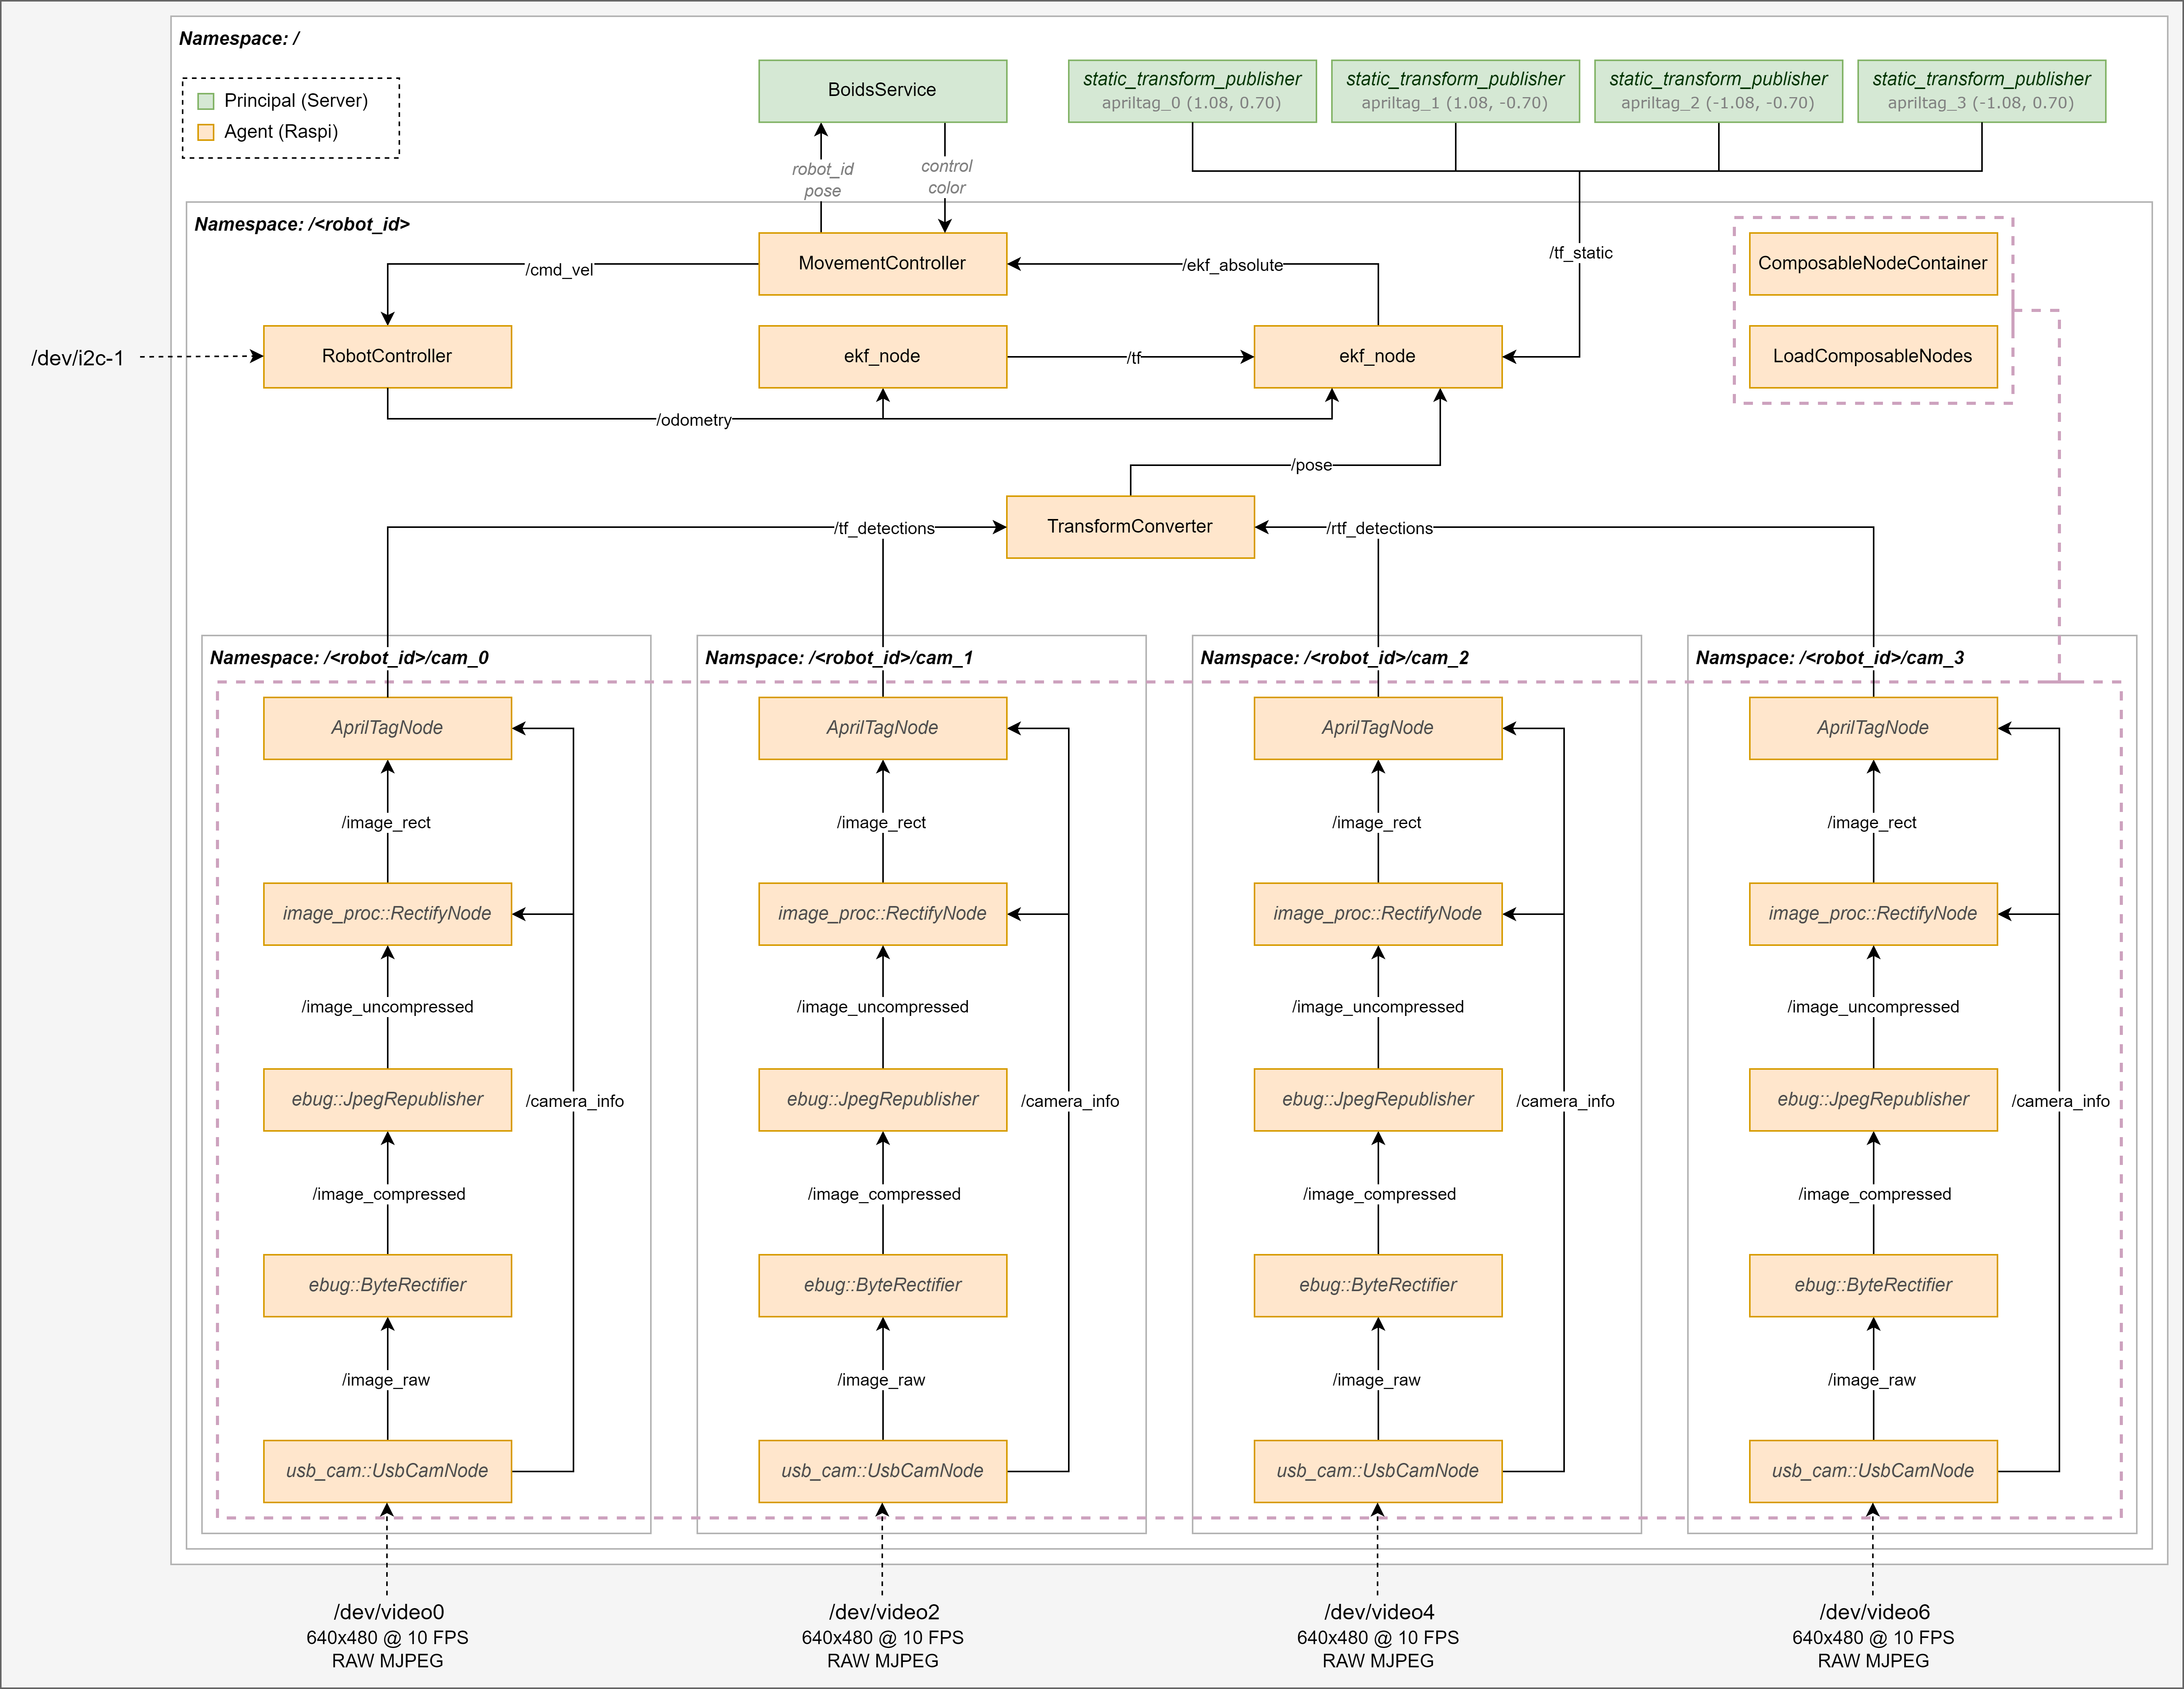 Namespace: /
Principal (Server)
Agent (Raspi)
BoidsService
static_transform_publisher
apriltag_0 (1.08, 0.70)
static_transform_publisher
apriltag_1 (1.08, -0.70)
static_transform_publisher
apriltag_2 (-1.08, -0.70)
static_transform_publisher
apriltag_3 (-1.08, 0.70)
robot_id
pose
control
color
Namespace: /<robot_id>
/cmd_vel
MovementController
/ekf_absolute
/tf_static
ComposableNodeContainer
/dev/i2c-1
RobotController
ekf_node
/tf
ekf_node
LoadComposableNodes
/odometry
/pose
/tf_detections
TransformConverter
/rtf_detections
Namespace: /<robot_id>/cam_0
AprilTagNode
/image_rect
image_proc::RectifyNode
/image_uncompressed
ebug::JpegRepublisher
/camera_info
/image_compressed
ebug::ByteRectifier
/image_raw
usb_cam::UsbCamNode
/dev/video0
640x480 @ 10 FPS
RAW MJPEG
Namspace: /<robot_id>/cam_1
AprilTagNode
/image_rect
image_proc::RectifyNode
/image_uncompressed
ebug::JpegRepublisher
/camera_info
/image_compressed
ebug::ByteRectifier
/image_raw
usb_cam::UsbCamNode
/dev/video2
640x480 @ 10 FPS
RAW MJPEG
Namspace: /<robot_id>/cam_2
AprilTagNode
/image_rect
image_proc::RectifyNode
/image_uncompressed
ebug::JpegRepublisher
/camera_info
/image_compressed
ebug::ByteRectifier
/image_raw
usb_cam::UsbCamNode
/dev/video4
640x480 @ 10 FPS
RAW MJPEG
Namspace: /<robot_id>/cam_3
AprilTagNode
/image_rect
image_proc::RectifyNode
/image_uncompressed
ebug::JpegRepublisher
/camera_info
/image_compressed
ebug::ByteRectifier
/image_raw
usb_cam::UsbCamNode
/dev/video6
640x480 @ 10 FPS
RAW MJPEG